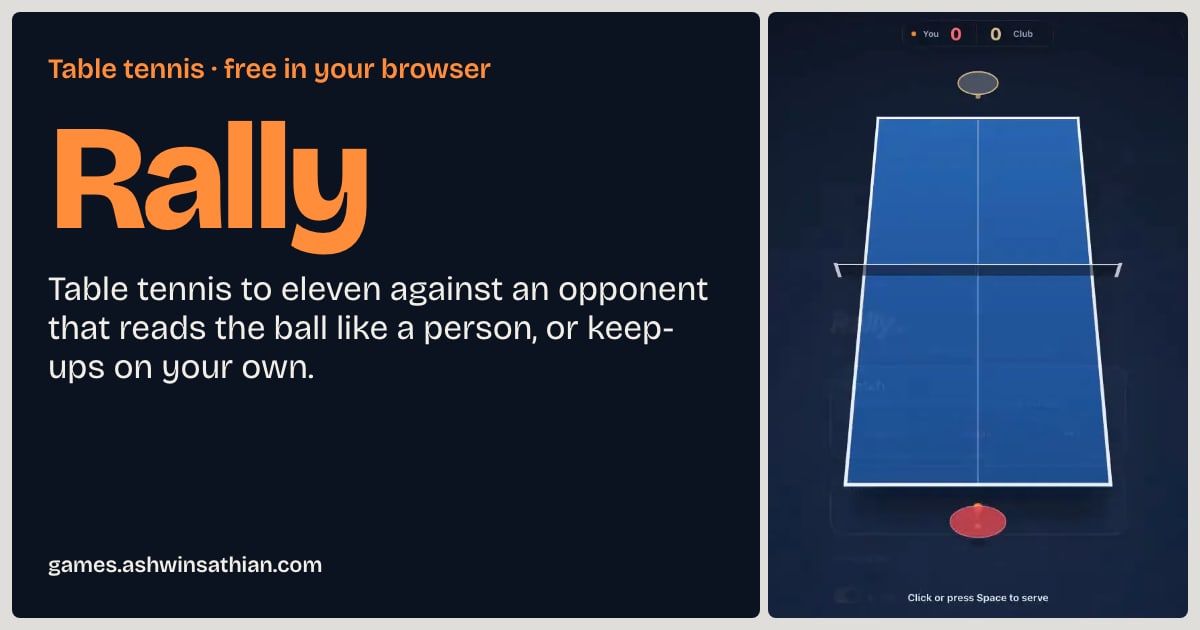 Table tennis · free in your browser
Rally
Table tennis to eleven against an opponent
that reads the ball like a person, or keep-
ups on your own.
games.ashwinsathian.com
You 0 0 Club
Click or press Space to serve